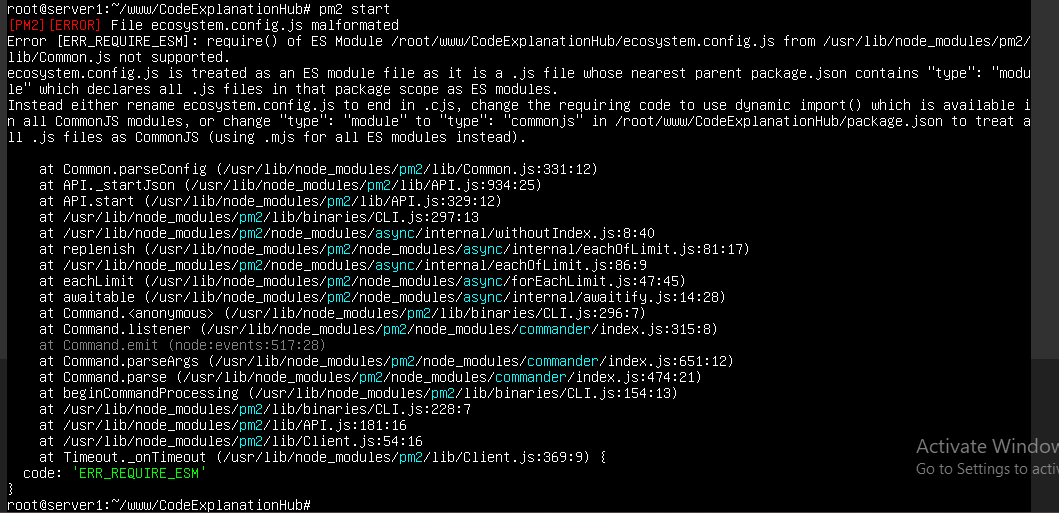 root@server1:~/www/CodeExplanationHub# pm2 start
[PM2][ERROR] File ecosystem.config.js malformated
Error [ERR_REQUIRE_ESM]: require() of ES Module /root/www/CodeExplanationHub/ecosystem.config.js from /usr/lib/node_modules/pm2/
lib/Common.js not supported.
ecosystem.config.js is treated as an ES module file as it is a .js file whose nearest parent package.json contains "type": "modu
le" which declares all .js files in that package scope as ES modules.
Instead either rename ecosystem.config.js to end in .cjs, change the requiring code to use dynamic import() which is available i
n all CommonJS modules, or change "type": "module" to "type": "commonjs" in /root/www/CodeExplanationHub/package.json to treat a
ll .js files as CommonJS (using .mjs for all ES modules instead).
at Common.parseConfig (/usr/lib/node_modules/pm2/lib/Common.js:331:12)
at API._startJson (/usr/lib/node_modules/pm2/lib/API.js:934:25)
at API.start (/usr/lib/node_modules/pm2/lib/API.js:329:12)
at /usr/lib/node_modules/pm2/lib/binaries/CLI.js:297:13
at /usr/lib/node_modules/pm2/node_modules/async/internal/withoutIndex.js:8:40
at replenish (/usr/lib/node_modules/pm2/node_modules/async/internal/eachOfLimit.js:81:17)
at /usr/lib/node_modules/pm2/node_modules/async/internal/eachOfLimit.js:86:9
at eachLimit (/usr/lib/node_modules/pm2/node_modules/async/forEachLimit.js:47:45)
at awaitable (/usr/lib/node_modules/pm2/node_modules/async/internal/awaitify.js:14:28)
at Command.<anonymous> (/usr/lib/node_modules/pm2/lib/binaries/CLI.js:296:7)
at Command.listener (/usr/lib/node_modules/pm2/node_modules/commander/index.js:315:8)
at Command.emit (node:events:517:28)
at Command.parseArgs (/usr/lib/node_modules/pm2/node_modules/commander/index.js:651:12)
at Command.parse (/usr/lib/node_modules/pm2/node_modules/commander/index.js:474:21)
at beginCommandProcessing (/usr/lib/node_modules/pm2/lib/binaries/CLI.js:154:13)
at /usr/lib/node_modules/pm2/lib/binaries/CLI.js:228:7
at /usr/lib/node_modules/pm2/lib/API.js:181:16
at /usr/lib/node_modules/pm2/lib/Client.js:54:16
at Timeout._onTimeout (/usr/lib/node_modules/pm2/lib/Client.js:369:9) {
code: 'ERR_REQUIRE_ESM'
}
root@server1:~/www/CodeExplanationHub#
Activate Window
Go to Settings to activ